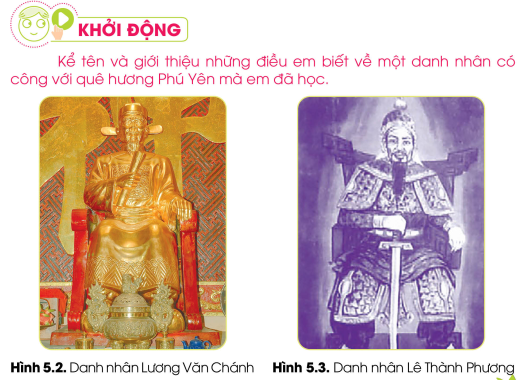 KHỞI ĐỘNG
Kể tên và giới thiệu những điều em biết về một danh nhân có
công với quê hương Phú Yên mà em đã học.
Hình 5.2. Danh nhân Lương Văn Chánh
Hình 5.3. Danh nhân Lê Thành Phương